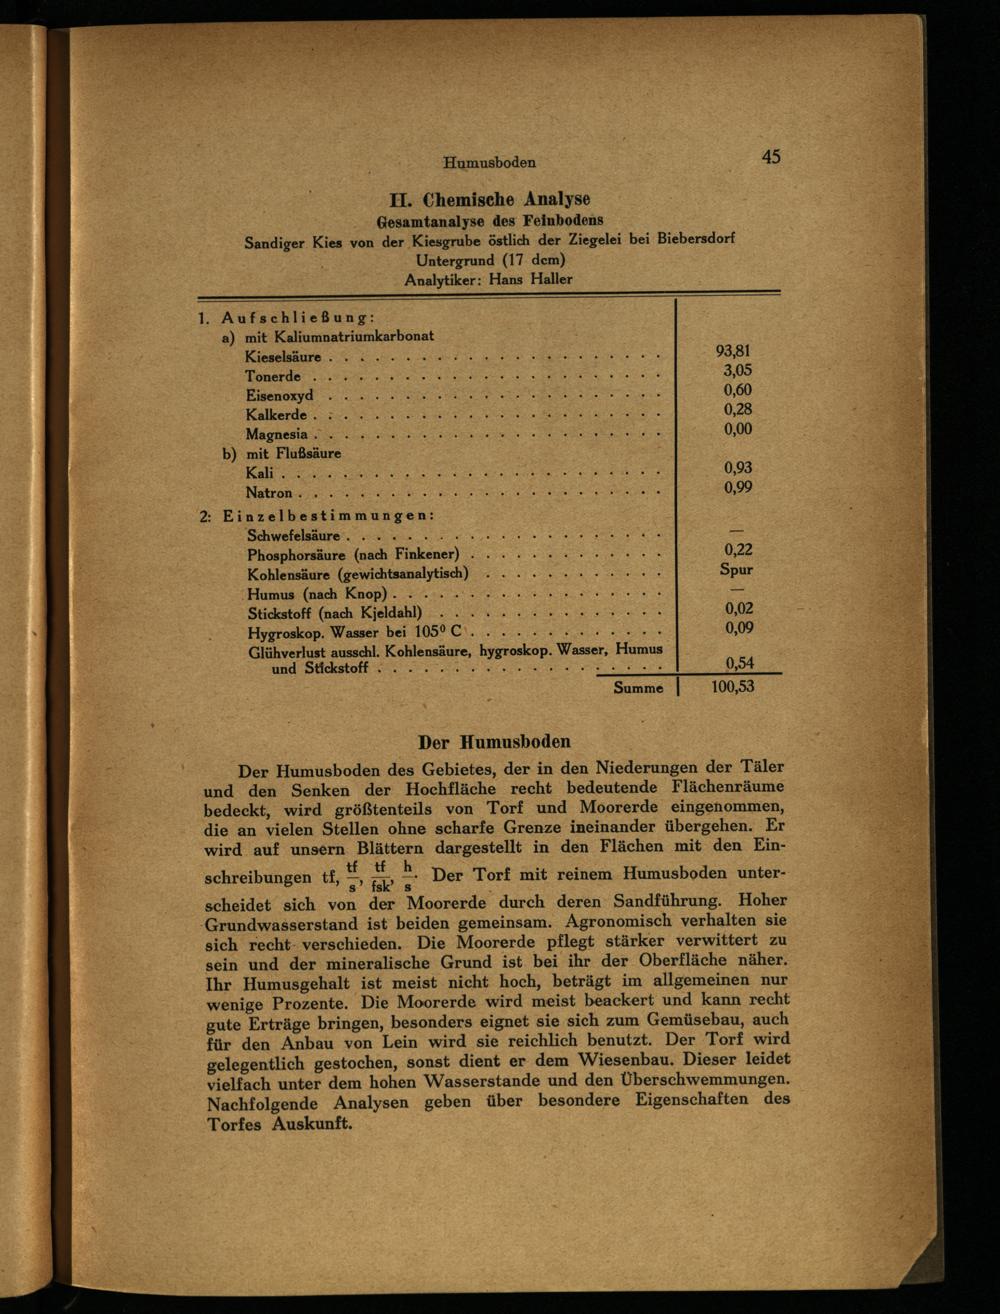 Humusboden 45
II. Chemische Analyse
Gesamtanalyse des Feinbodens
Sandiger Kies von der Kiesgrube östlich der Ziegelei bei Biebersdorf
Untergrund (17 dcm)
Analytiker: Hans Haller
1. Aufschließung:
a) mit Kaliumnatriumkarbonat
Kieselsäure . . . . . . . . . . . . . . . . . . . . . . 93,81
Tonerde . . . . . . . . . . . . . . . . . . . . . . . 3,05
Eisenoxyd . . . . . . . . . . . . . . . . . . . . . . 0,60
Kalkerde . . . . . . . . . . . . . . . . . . . . . . . 0,28
Magnesia . . . . . . . . . . . . . . . . . . . . . . . 0,00
b) mit Flußsäure
Kali . . . . . . . . . . . . . . . . . . . . . . . . . 0,93
Natron . . . . . . . . . . . . . . . . . . . . . . . . 0,99
2: Einzelbestimmungen:
Schwefelsäure . . . . . . . . . . . . . . . . . . . . . —
Phosphorsäure (nach Finkener) . . . . . . . . . . . . . 0,22
Kohlensäure (gewichtsanalytisch) . . . . . . . . . . . . Spur
Humus (nach Knop) . . . . . . . . . . . . . . . . . . —
Stickstoff (nach Kjeldahl) . . . . . . . . . . . . . . . 0,02
Hygroskop. Wasser bei 105⁰ C . . . . . . . . . . . . . 0,09
Glühverlust ausschl. Kohlensäure, hygroskop. Wasser, Humus
und Stickstoff . . . . . . . . . . . . . . . . . . . 0,54
Summe 100,53
Der Humusboden
Der Humusboden des Gebietes, der in den Niederungen der Täler
und den Senken der Hochfläche recht bedeutende Flächenräume
bedeckt, wird größtenteils von Torf und Moorerde eingenommen,
die an vielen Stellen ohne scharfe Grenze ineinander übergehen. Er
wird auf unsern Blättern dargestellt in den Flächen mit den Ein-
schreibungen tf, tf/s, tf/fsk, h/s. Der Torf mit reinem Humusboden unter-
scheidet sich von der Moorerde durch deren Sandführung. Hoher
Grundwasserstand ist beiden gemeinsam. Agronomisch verhalten sie
sich recht verschieden. Die Moorerde pflegt stärker verwittert zu
sein und der mineralische Grund ist bei ihr der Oberfläche näher.
Ihr Humusgehalt ist meist nicht hoch, beträgt im allgemeinen nur
wenige Prozente. Die Moorerde wird meist beackert und kann recht
gute Erträge bringen, besonders eignet sie sich zum Gemüsebau, auch
für den Anbau von Lein wird sie reichlich benutzt. Der Torf wird
gelegentlich gestochen, sonst dient er dem Wiesenbau. Dieser leidet
vielfach unter dem hohen Wasserstande und den Überschwemmungen.
Nachfolgende Analysen geben über besondere Eigenschaften des
Torfes Auskunft.